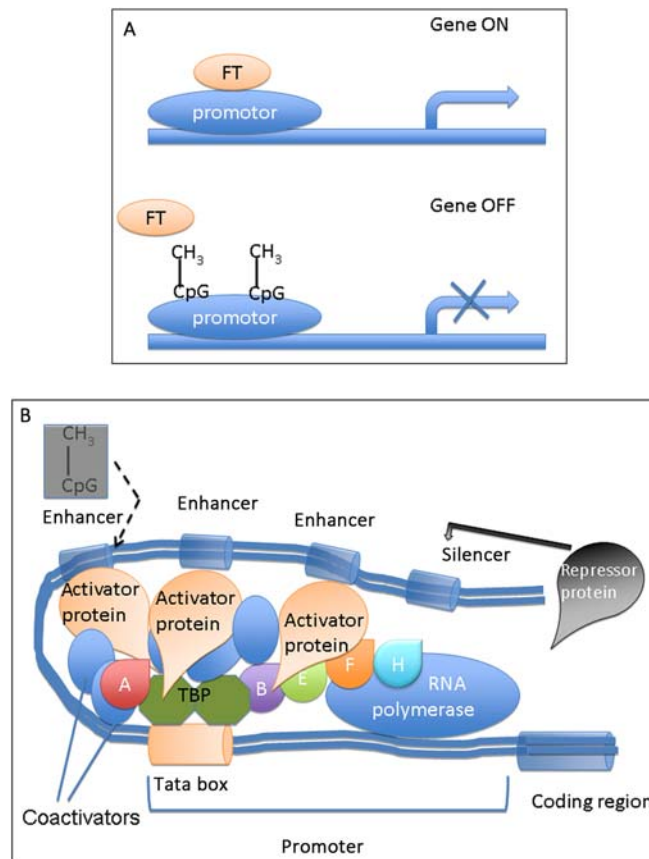 A
Gene ON
FT
promotor
Gene OFF
FT
CH3 CH3
CpG CpG
promotor
B
CH3
CpG
Enhancer
Enhancer
Enhancer
Silencer
Repressor
protein
Activator
protein
Activator
protein
Activator
protein
A
TBP
B
E
F
H
RNA
polymerase
Tata box
Coding region
Coactivators
Promoter